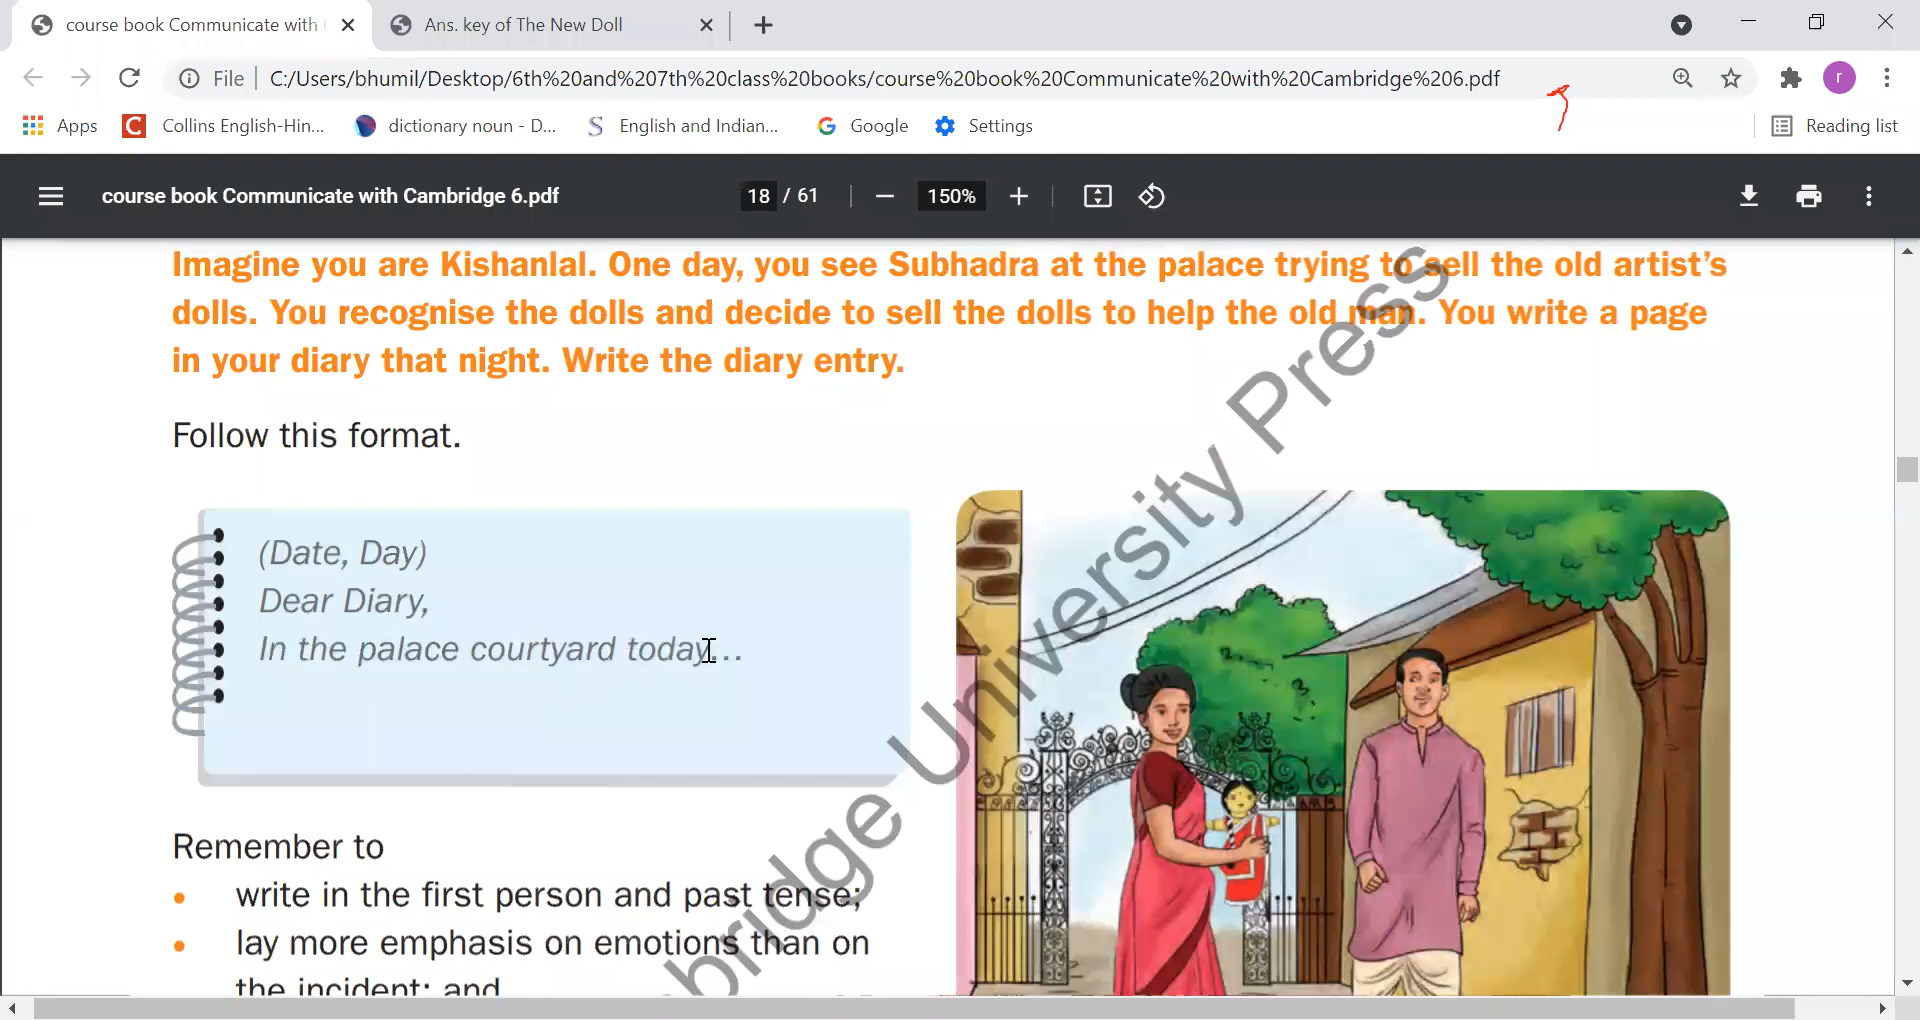 course book Communicate with
Ans. key of The New Doll
File
C:/Users/bhumil/Desktop/6th%20and%207th%20class%20books/course%20book%20Communicate%20with%20Cambridge%206.pdf
r
Apps
Collins English-Hin...
dictionary noun - D...
English and Indian...
Google
Settings
Reading list
course book Communicate with Cambridge 6.pdf
18 / 61
150%
Imagine you are Kishanlal. One day, you see Subhadra at the palace trying to sell the old artist's
dolls. You recognise the dolls and decide to sell the dolls to help the old man. You write a page
in your diary that night. Write the diary entry.
Follow this format.
(Date, Day)
Dear Diary,
In the palace courtyard today...
Remember to
• write in the first person and past tense;
• lay more emphasis on emotions than on
the incident; and
bridge University Press